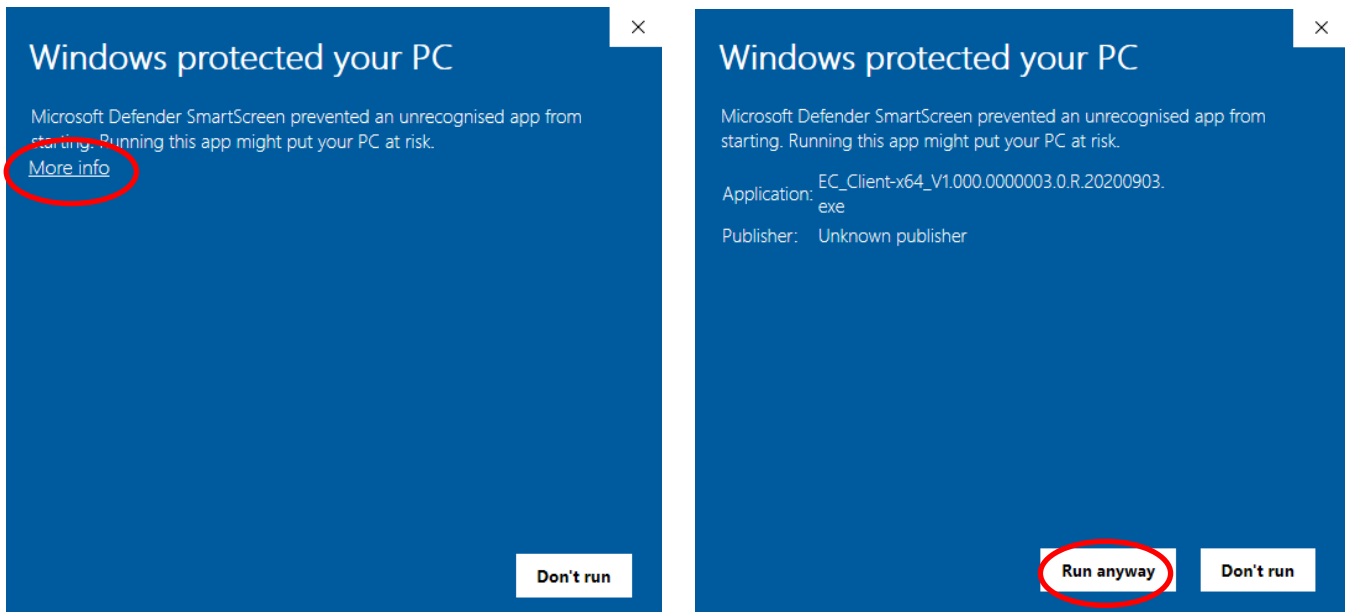 Windows protected your PC
Microsoft Defender SmartScreen prevented an unrecognised app from
starting. Running this app might put your PC at risk.
More info
Don't run
Windows protected your PC
Microsoft Defender SmartScreen prevented an unrecognised app from
starting. Running this app might put your PC at risk.
Application: EC_Client-x64_V1.000.0000003.0.R.20200903.
exe
Publisher: Unknown publisher
Run anyway Don't run